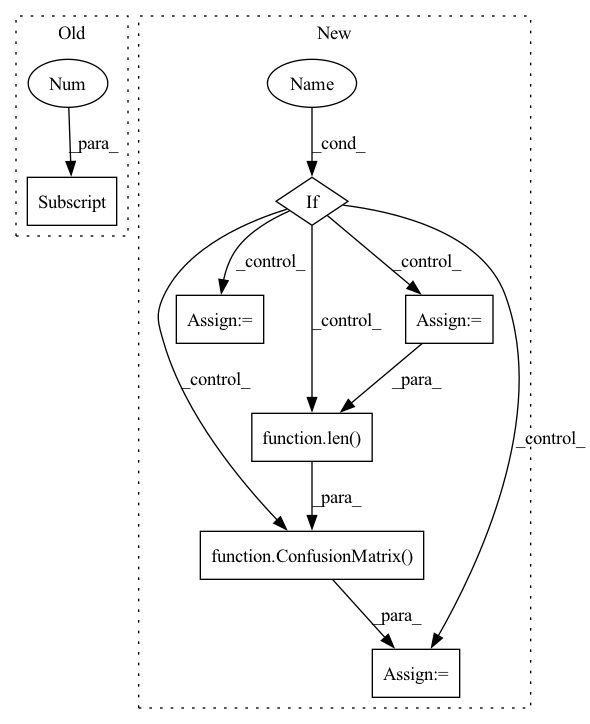 Old
New
Num
Name
_para_
_cond_
Subscript
If
_control_
_control_
Assign:=
_control_
Assign:=
_control_
_para_
function.len()
_control_
_para_
function.ConfusionMatrix()
_para_
Assign:=